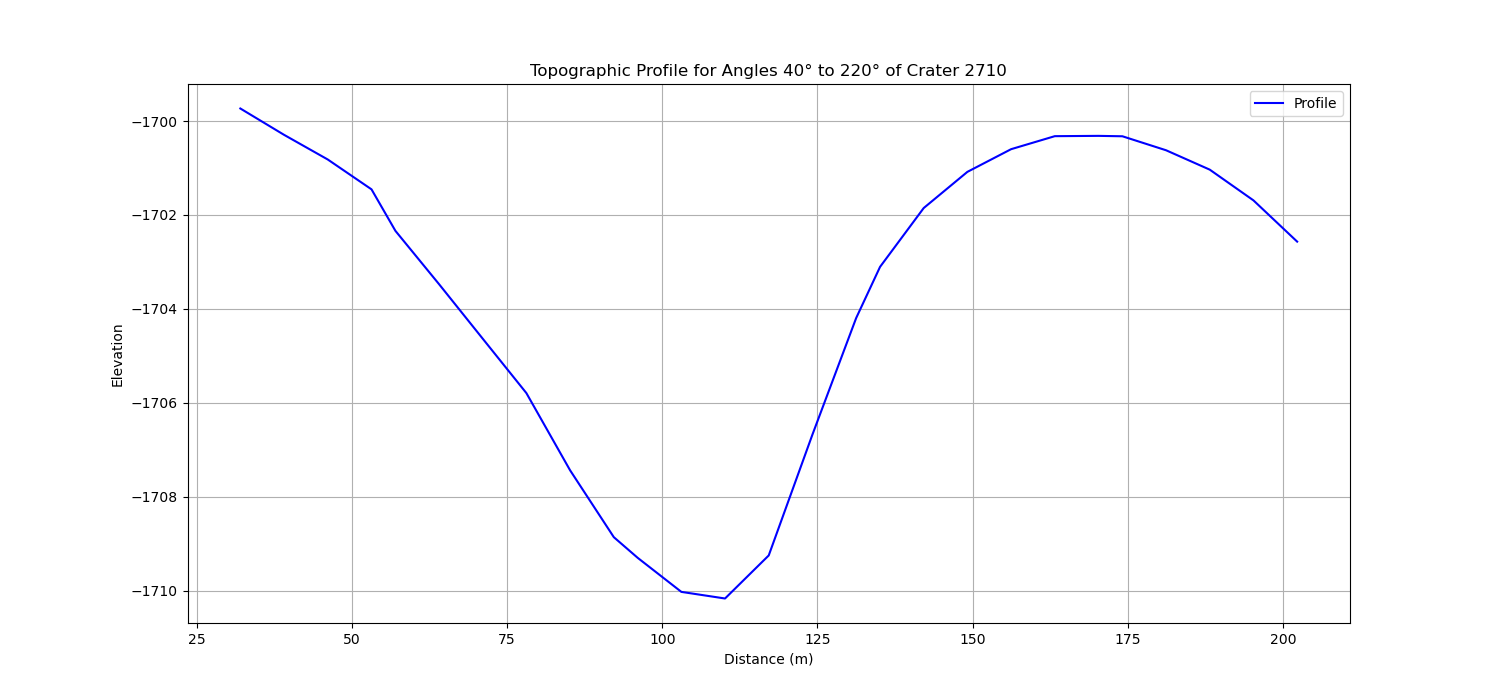 Topographic Profile for Angles 40° to 220° of Crater 2710
Profile
−1700
−1702
−1704
−1706
−1708
−1710
Elevation
25 50 75 100 125 150 175 200
Distance (m)